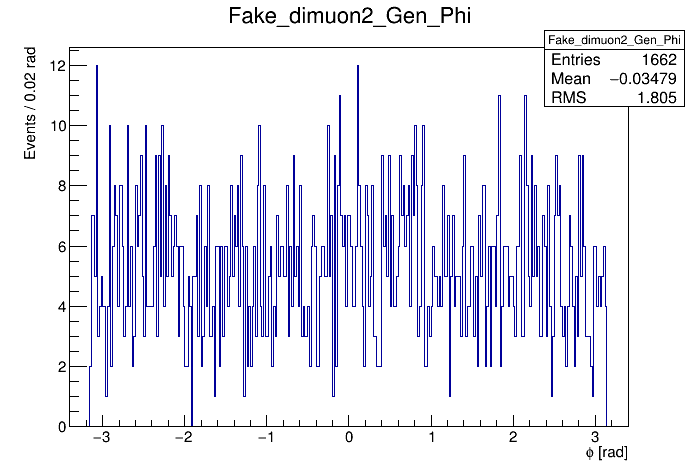 Fake_dimuon2_Gen_Phi
Fake_dimuon2_Gen_Phi
Entries 1662
Mean −0.03479
RMS 1.805
Events / 0.02 rad
12
10
8
6
4
2
0
−3 −2 −1 0 1 2 3
ϕ [rad]